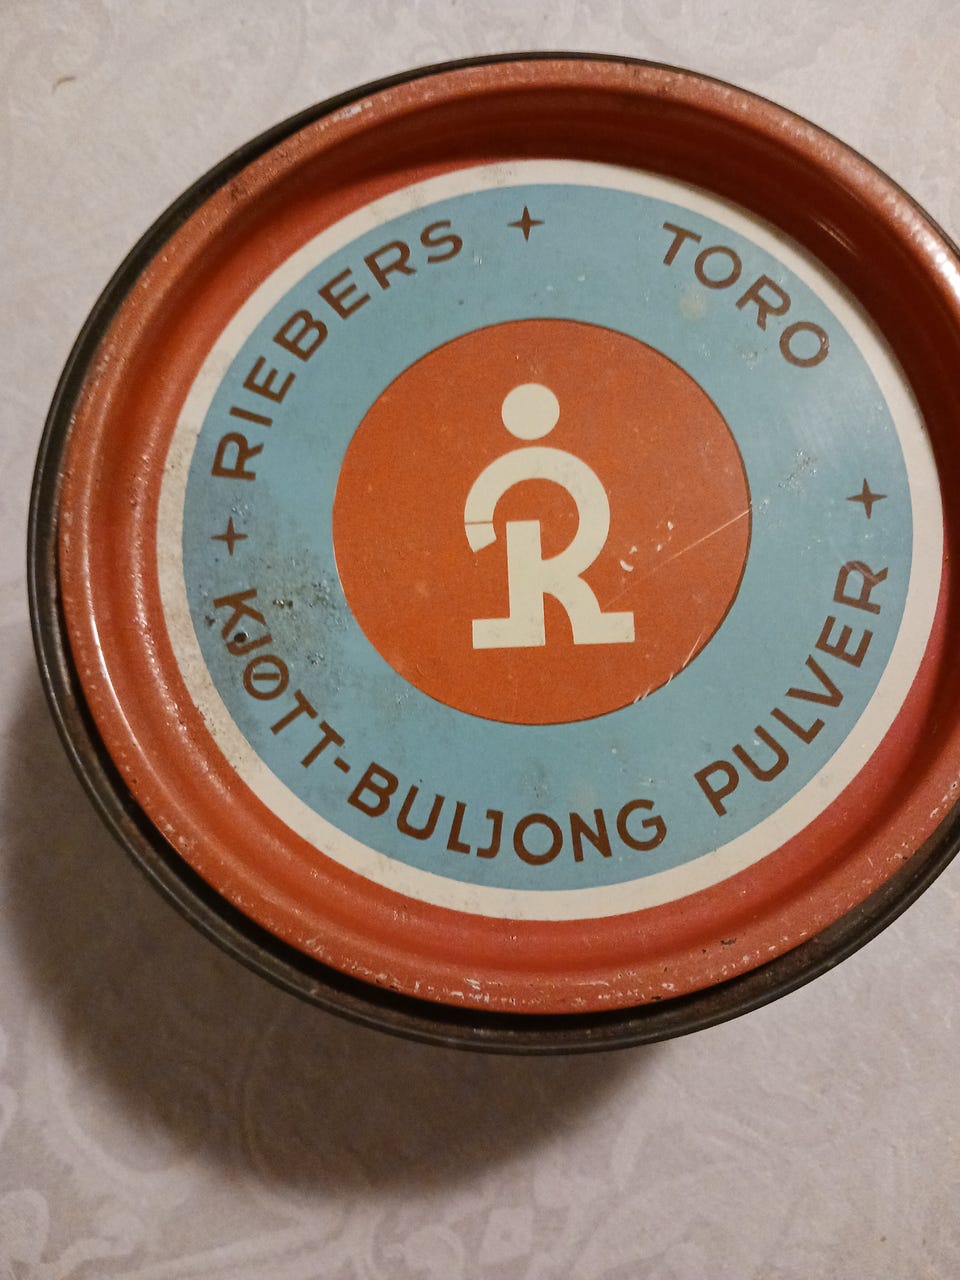 RIEBERS ✦ TORO
✦ KJØTT-BULJONG PULVER ✦
R